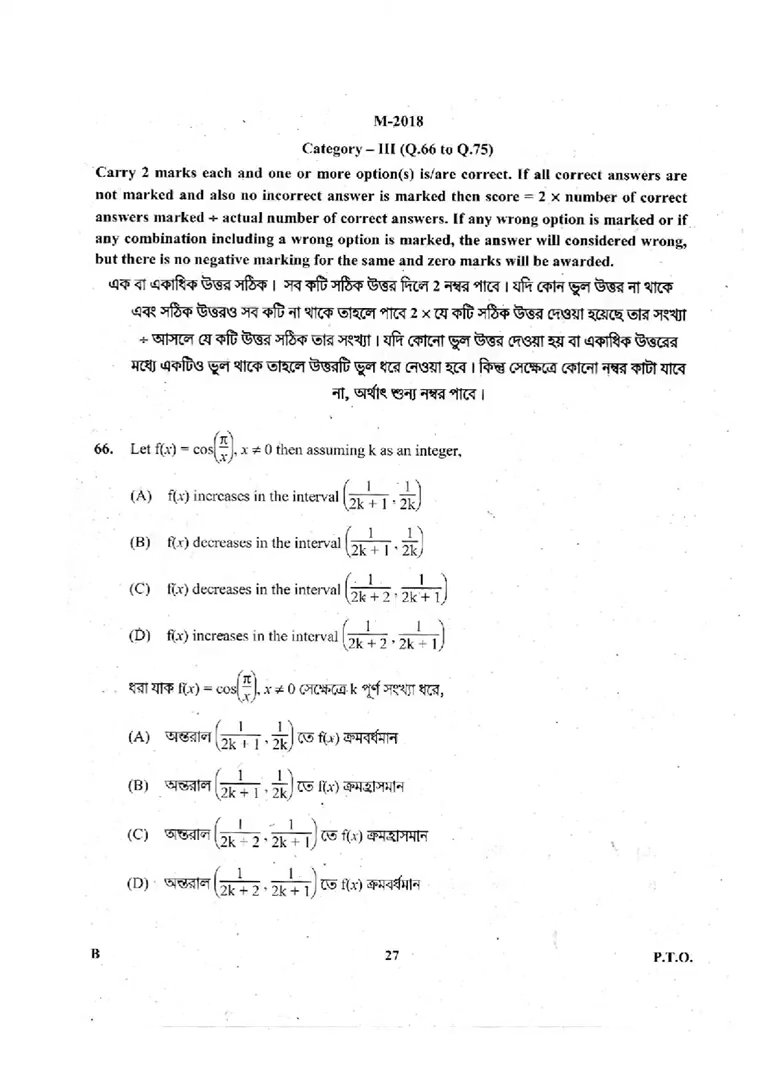 M-2018
Category – III (Q.66 to Q.75)
Carry 2 marks each and one or more option(s) is/are correct. If all correct answers are
not marked and also no incorrect answer is marked then score = 2 × number of correct
answers marked ÷ actual number of correct answers. If any wrong option is marked or if
any combination including a wrong option is marked, the answer will considered wrong,
but there is no negative marking for the same and zero marks will be awarded.
এক বা একাধিক উত্তর সঠিক। সব কটি সঠিক উত্তর দিলে 2 নম্বর পাবে। যদি কোন ভুল উত্তর না থাকে
এবং সঠিক উত্তরও সব কটি না থাকে তাহলে পাবে 2 × যে কটি সঠিক উত্তর দেওয়া হয়েছে তার সংখ্যা
÷ আসলে যে কটি উত্তর সঠিক তার সংখ্যা। যদি কোনো ভুল উত্তর দেওয়া হয় বা একাধিক উত্তরের
মধ্যে একটিও ভুল থাকে তাহলে উত্তরটি ভুল ধরে নেওয়া হবে। কিন্তু সেক্ষেত্রে কোনো নম্বর কাটা যাবে
না, অর্থাৎ শুন্য নম্বর পাবে।
66. Let f(x) = cos(π/x), x ≠ 0 then assuming k as an integer,
(A) f(x) increases in the interval (1/(2k + 1), 1/2k)
(B) f(x) decreases in the interval (1/(2k + 1), 1/2k)
(C) f(x) decreases in the interval (1/(2k + 2), 1/(2k + 1))
(D) f(x) increases in the interval (1/(2k + 2), 1/(2k + 1))
ধরা যাক f(x) = cos(π/x), x ≠ 0 সেক্ষেত্রে k পূর্ণ সংখ্যা ধরে,
(A) অন্তরাল (1/(2k + 1), 1/2k) তে f(x) ক্রমবর্ধমান
(B) অন্তরাল (1/(2k + 1), 1/2k) তে f(x) ক্রমহ্রাসমান
(C) অন্তরাল (1/(2k + 2), 1/(2k + 1)) তে f(x) ক্রমহ্রাসমান
(D) অন্তরাল (1/(2k + 2), 1/(2k + 1)) তে f(x) ক্রমবর্ধমান
B 27 P.T.O.